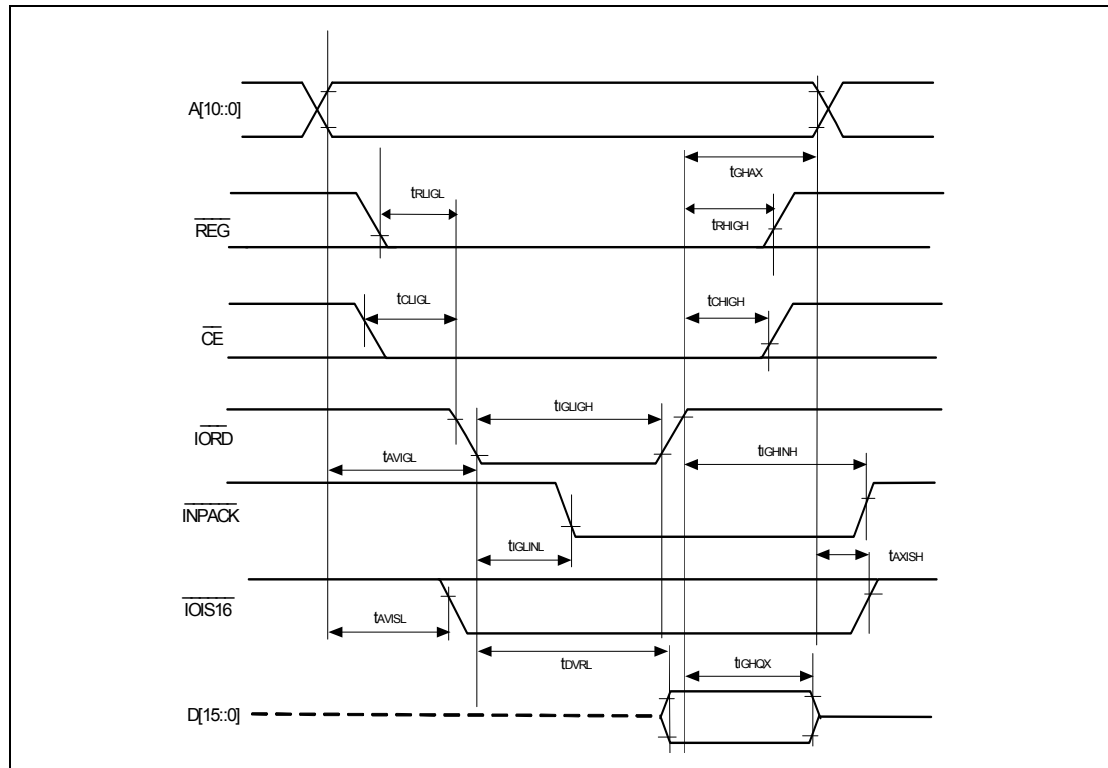 A[10::0]
tGHAX
tRLIGL
REG
tRHIGH
tCLIGL
tCHIGH
CE
tIGLIGH
IORD
tAVIGL
tIGHINH
INPACK
tIGLINL
tAXISH
IOIS16
tAVISL
tDVRL
tIGHQX
D[15::0]